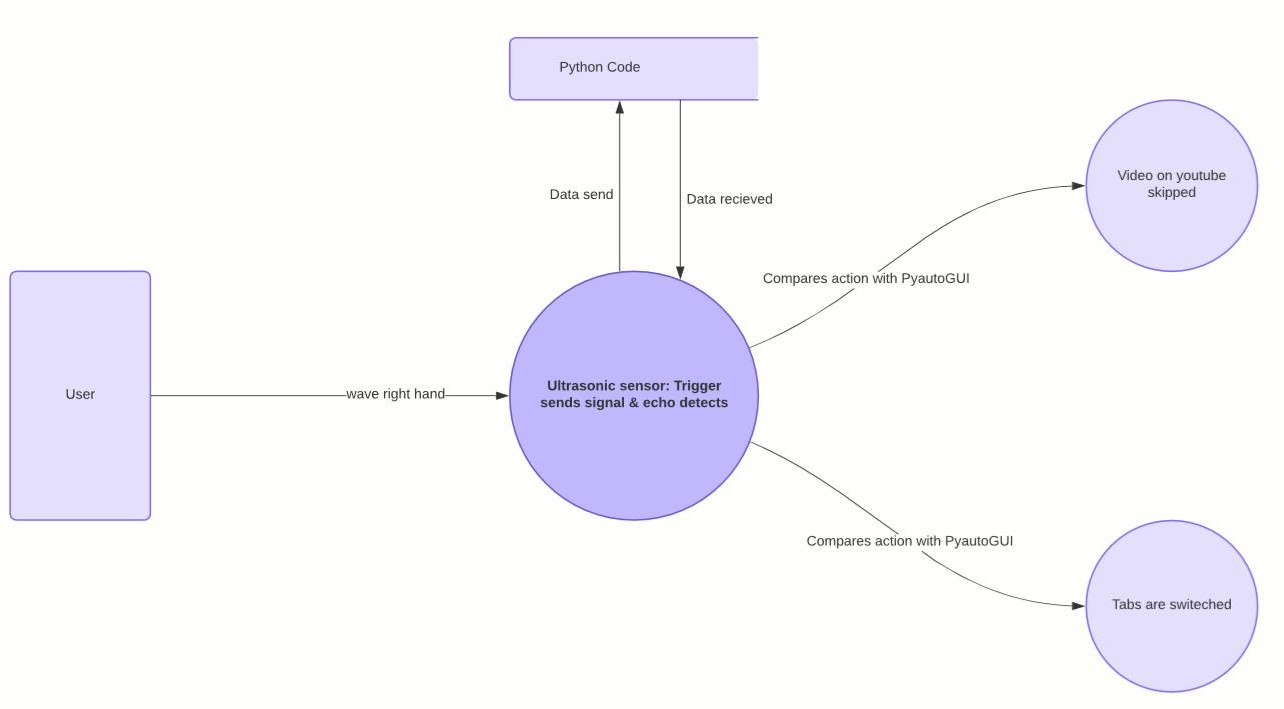 Python Code
Data send
Data recieved
Video on youtube
skipped
Compares action with PyautoGUI
User
wave right hand
Ultrasonic sensor: Trigger
sends signal & echo detects
Compares action with PyautoGUI
Tabs are switeched